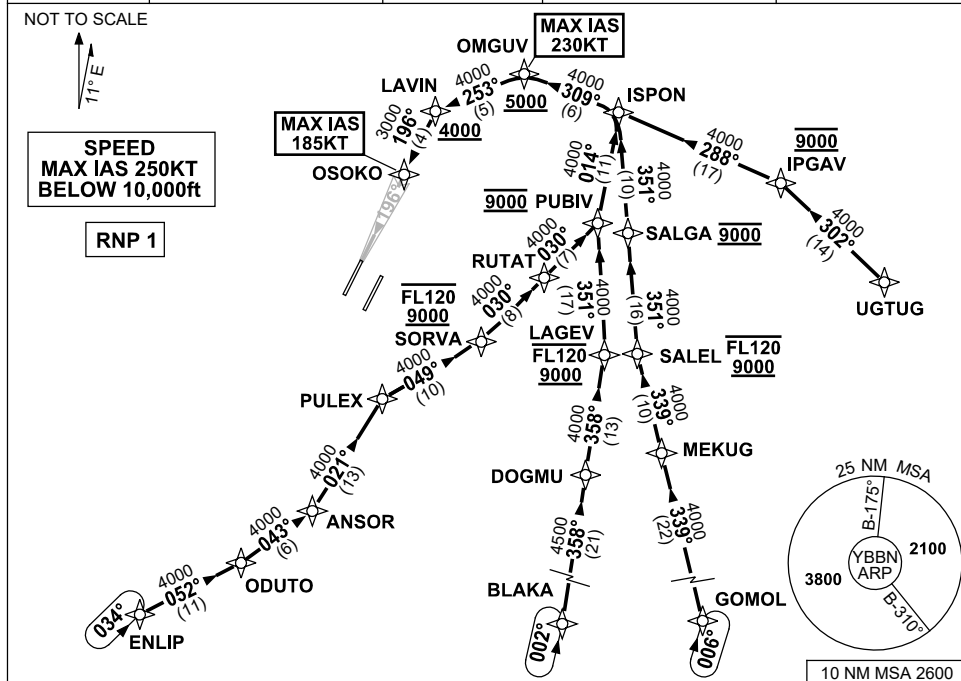 NOT TO SCALE
11° E
SPEED
MAX IAS 250KT
BELOW 10,000ft
RNP 1
MAX IAS
230KT
OMGUV
5000
4000
309°
(6)
ISPON
LAVIN
4000
253°
(5)
4000
3000
196°
(4)
MAX IAS
185KT
OSOKO
196°
4000
288°
(17)
9000
IPGAV
4000
302°
(14)
UGTUG
4000
014°
(11)
4000
351°
(10)
9000 PUBIV
SALGA 9000
4000
030°
(7)
RUTAT
4000
030°
(8)
FL120
9000
SORVA
4000
351°
(17)
4000
351°
(16)
LAGEV
FL120
9000
SALEL FL120
9000
4000
049°
(10)
PULEX
4000
021°
(13)
ANSOR
4000
043°
(6)
ODUTO
4000
052°
(11)
034°
ENLIP
4000
358°
(13)
DOGMU
4500
358°
(21)
BLAKA
002°
4000
339°
(10)
MEKUG
4000
339°
(22)
GOMOL
006°
25 NM MSA
B-175°
2100
YBBN
ARP
3800
B-310°
10 NM MSA 2600